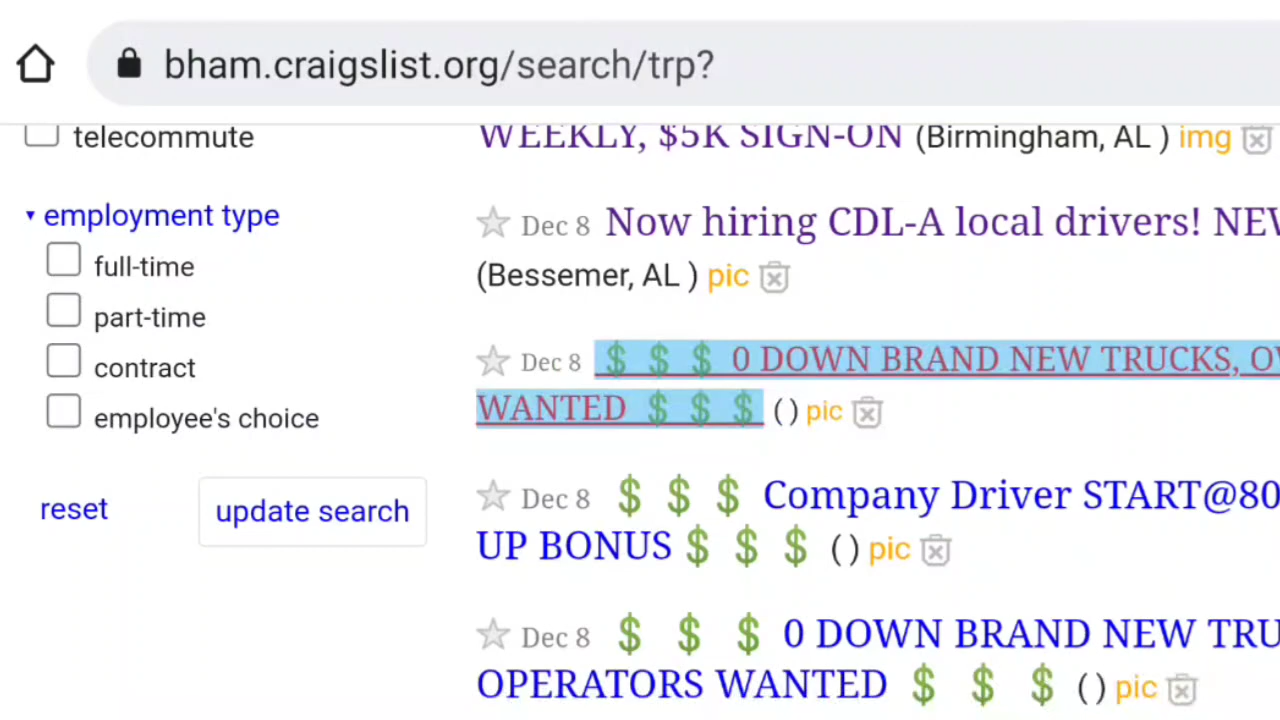 bham.craigslist.org/search/trp?
telecommute
employment type
full-time
part-time
contract
employee's choice
reset
update search
WEEKLY, $5K SIGN-ON (Birmingham, AL ) img
Dec 8 Now hiring CDL-A local drivers!
(Bessemer, AL ) pic
Dec 8 $ $ $ 0 DOWN BRAND NEW TRUCKS,
WANTED $ $ $ ( ) pic
Dec 8 $ $ $ Company Driver START@80
UP BONUS $ $ $ ( ) pic
Dec 8 $ $ $ 0 DOWN BRAND NEW TRU
OPERATORS WANTED $ $ $ ( ) pic